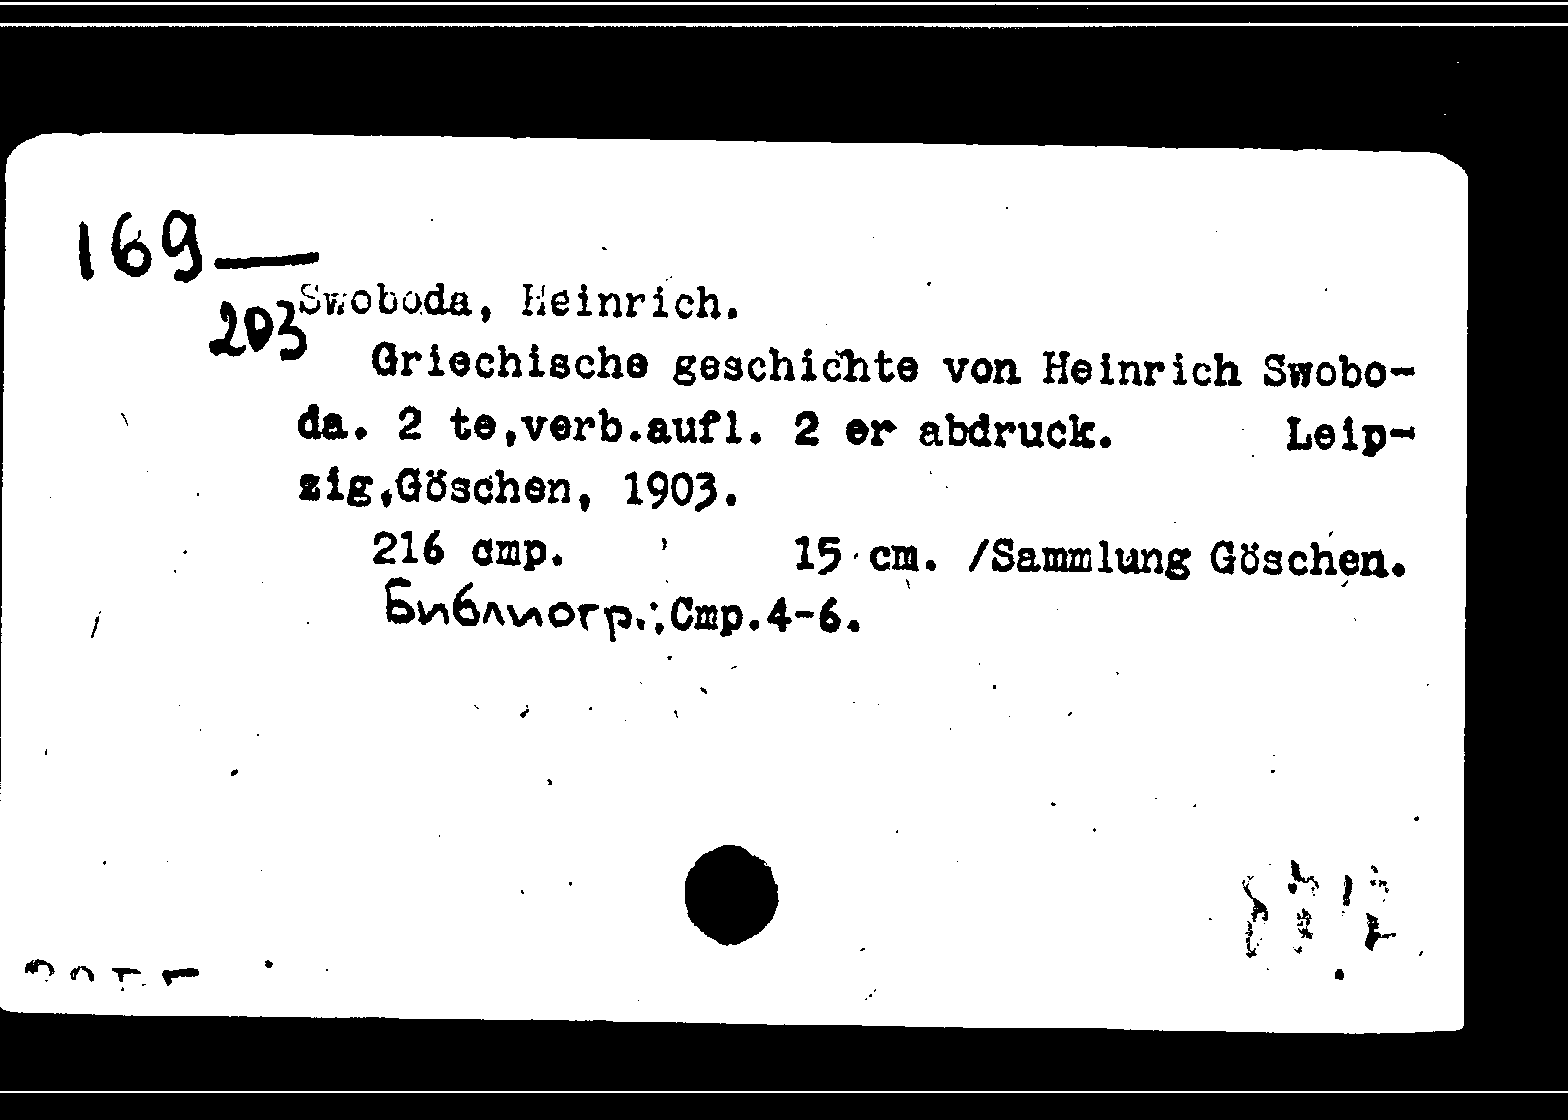 169—
203
Swoboda, Heinrich.
Griechische geschichte von Heinrich Swobo-
da. 2 te,verb.aufl. 2 er abdruck. Leip-
zig,Göschen, 1903.
216 cmp. 15 cm. /Sammlung Göschen.
Библиогр.:Cmp.4-6.